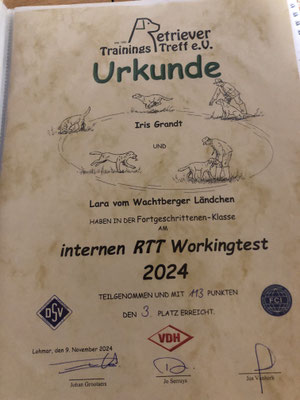 Retriever
Trainings Treff e.V.
Urkunde
Iris Grandt
UND
Lara vom Wachtberger Ländchen
HABEN IN DER Fortgeschrittenen-Klasse
AM
internen RTT Workingtest
2024
TEILGENOMMEN UND MIT 113 PUNKTEN
DEN 3. PLATZ ERREICHT.
DSV
VDH
FCI
Lohmar, den 9. November 2024